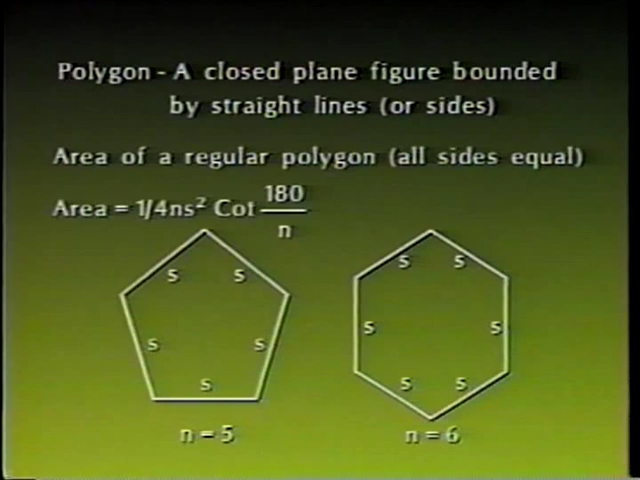 Polygon - A closed plane figure bounded
by straight lines (or sides)
Area of a regular polygon (all sides equal)
Area = 1/4ns² Cot 180/n
s s
s s
s
n = 5
s s
s s
s s
n = 6